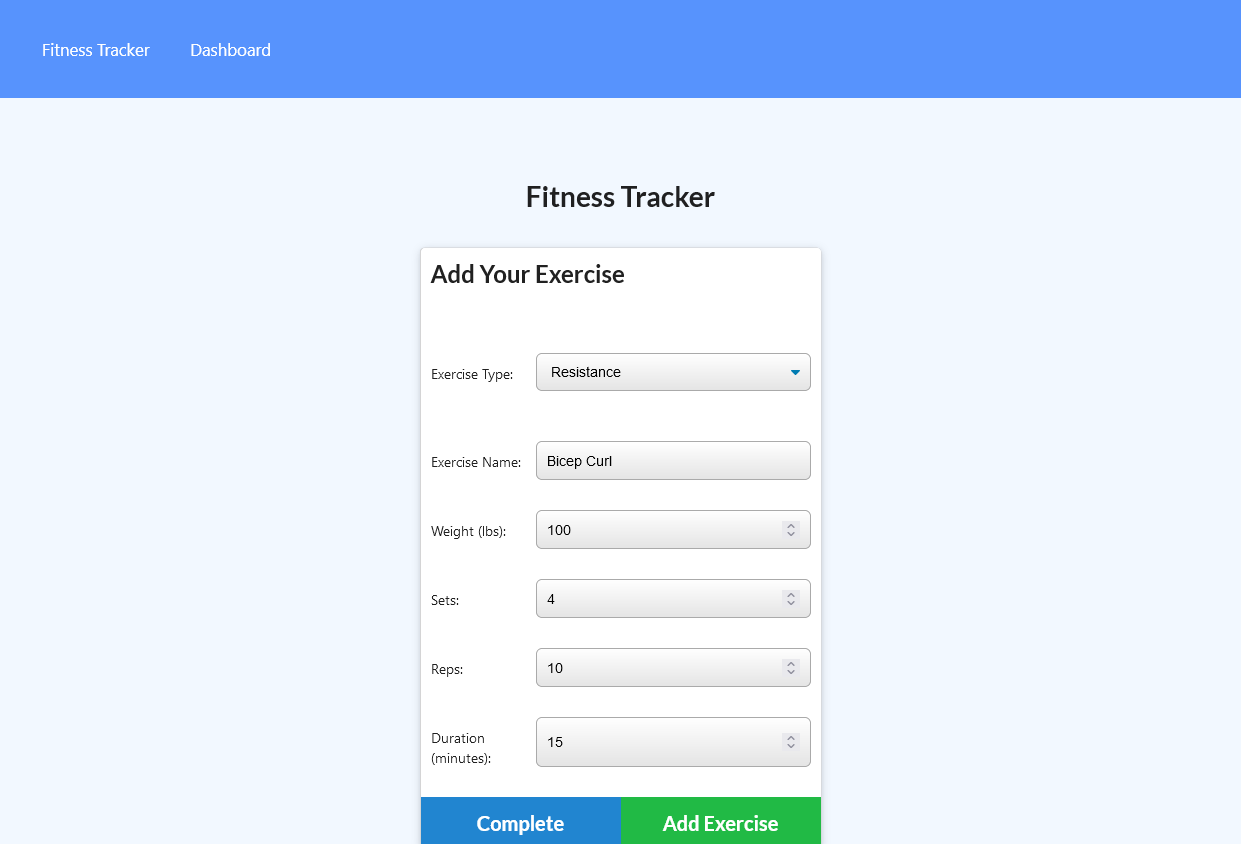 Fitness Tracker Dashboard
Fitness Tracker
Add Your Exercise
Exercise Type: Resistance
Exercise Name: Bicep Curl
Weight (lbs): 100
Sets: 4
Reps: 10
Duration
(minutes): 15
Complete Add Exercise